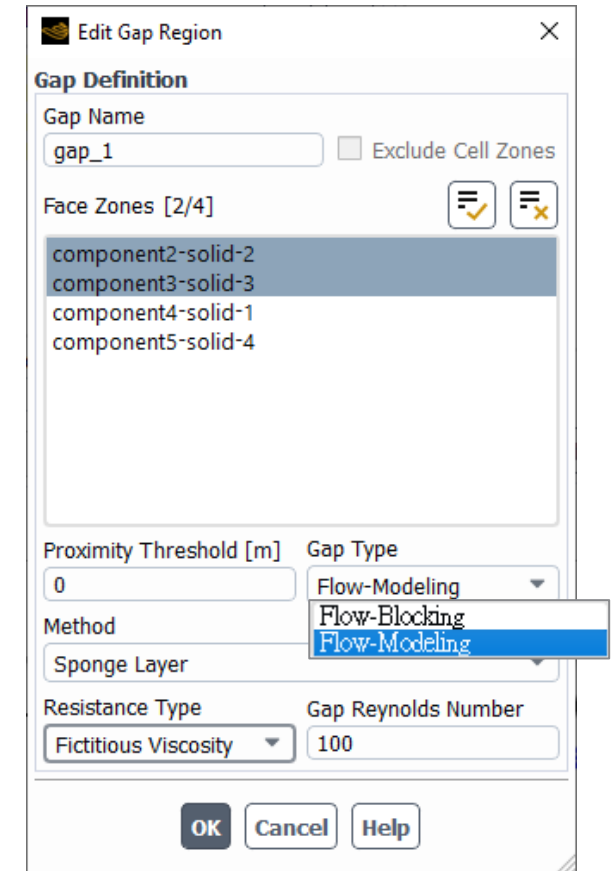 Edit Gap Region
Gap Definition
Gap Name
gap_1
Exclude Cell Zones
Face Zones [2/4]
component2-solid-2
component3-solid-3
component4-solid-1
component5-solid-4
Proximity Threshold [m]
Gap Type
0
Flow-Modeling
Flow-Blocking
Flow-Modeling
Method
Sponge Layer
Resistance Type
Gap Reynolds Number
Fictitious Viscosity
100
OK
Cancel
Help